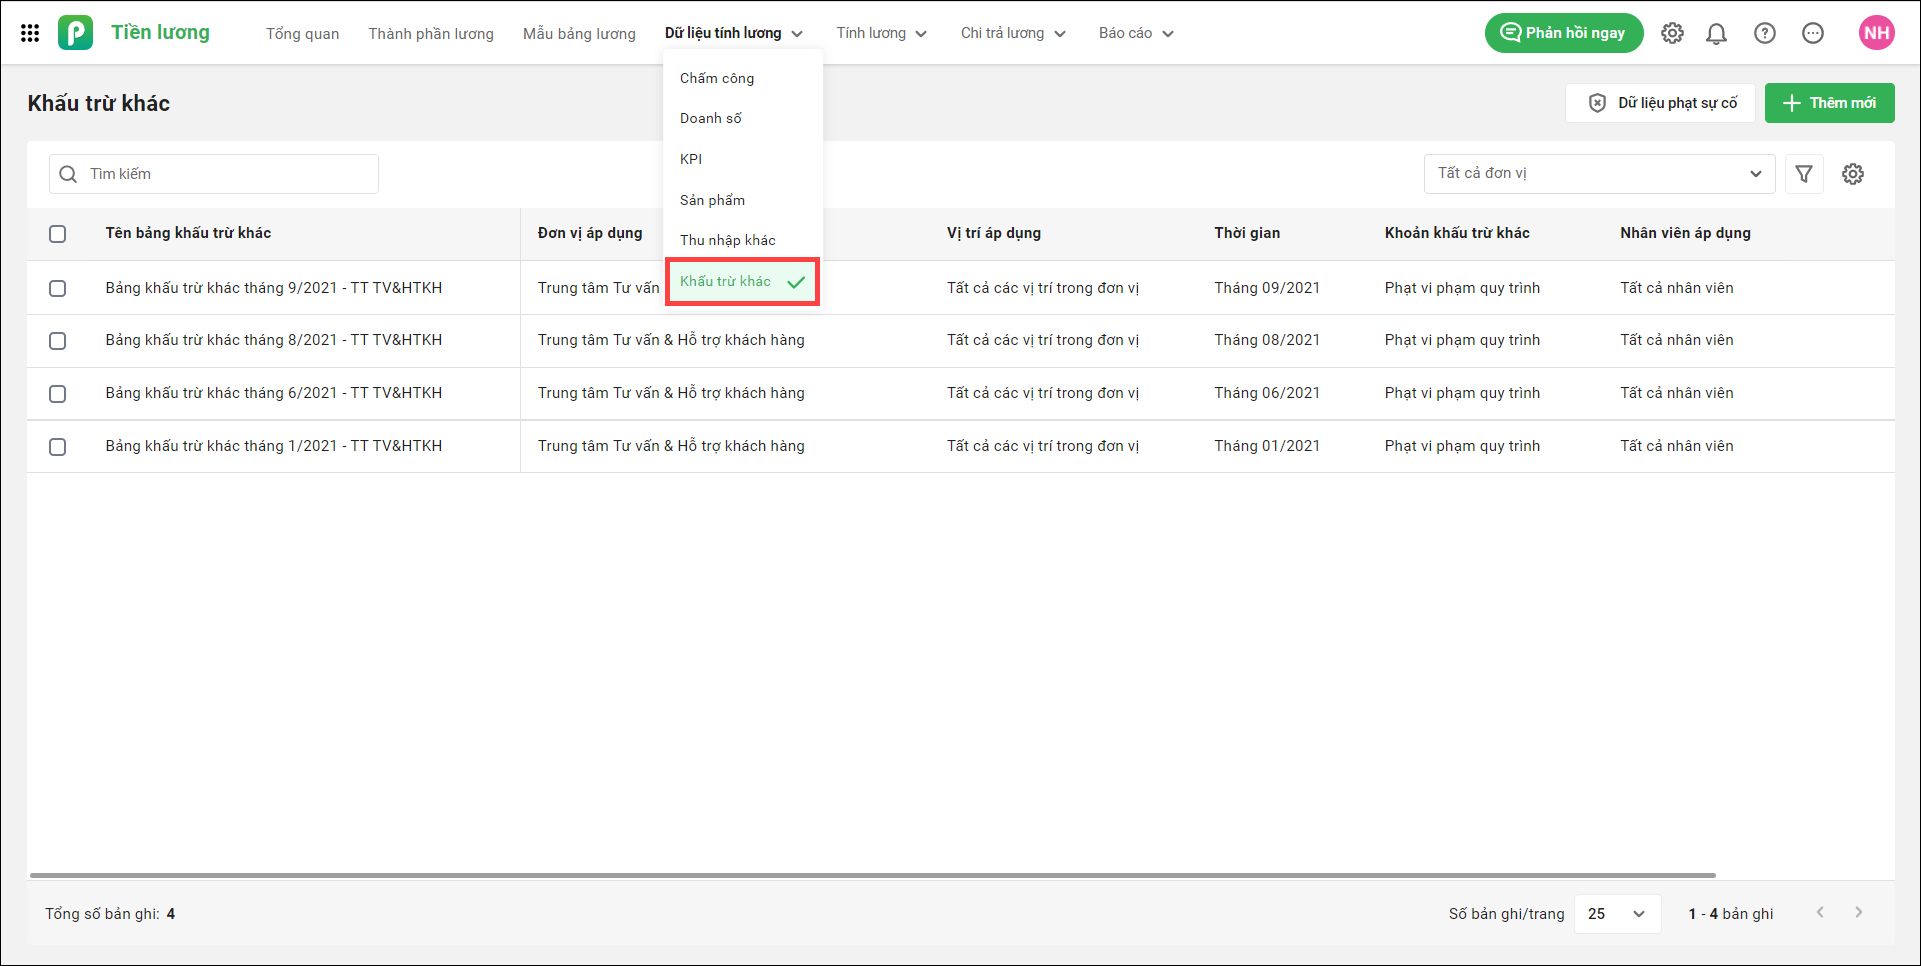 Tiền lương
Tổng quan
Thành phần lương
Mẫu bảng lương
Dữ liệu tính lương
Tính lương
Chi trả lương
Báo cáo
Phản hồi ngay
NH
Chấm công
Doanh số
KPI
Sản phẩm
Thu nhập khác
Khấu trừ khác
Khấu trừ khác
Dữ liệu phạt sự cố
Thêm mới
Tìm kiếm
Tất cả đơn vị
Tên bảng khấu trừ khác Đơn vị áp dụng Vị trí áp dụng Thời gian Khoản khấu trừ khác Nhân viên áp dụng
Bảng khấu trừ khác tháng 9/2021 - TT TV&HTKH Trung tâm Tư vấn Tất cả các vị trí trong đơn vị Tháng 09/2021 Phạt vi phạm quy trình Tất cả nhân viên
Bảng khấu trừ khác tháng 8/2021 - TT TV&HTKH Trung tâm Tư vấn & Hỗ trợ khách hàng Tất cả các vị trí trong đơn vị Tháng 08/2021 Phạt vi phạm quy trình Tất cả nhân viên
Bảng khấu trừ khác tháng 6/2021 - TT TV&HTKH Trung tâm Tư vấn & Hỗ trợ khách hàng Tất cả các vị trí trong đơn vị Tháng 06/2021 Phạt vi phạm quy trình Tất cả nhân viên
Bảng khấu trừ khác tháng 1/2021 - TT TV&HTKH Trung tâm Tư vấn & Hỗ trợ khách hàng Tất cả các vị trí trong đơn vị Tháng 01/2021 Phạt vi phạm quy trình Tất cả nhân viên
Tổng số bản ghi: 4
Số bản ghi/trang 25 1 - 4 bản ghi